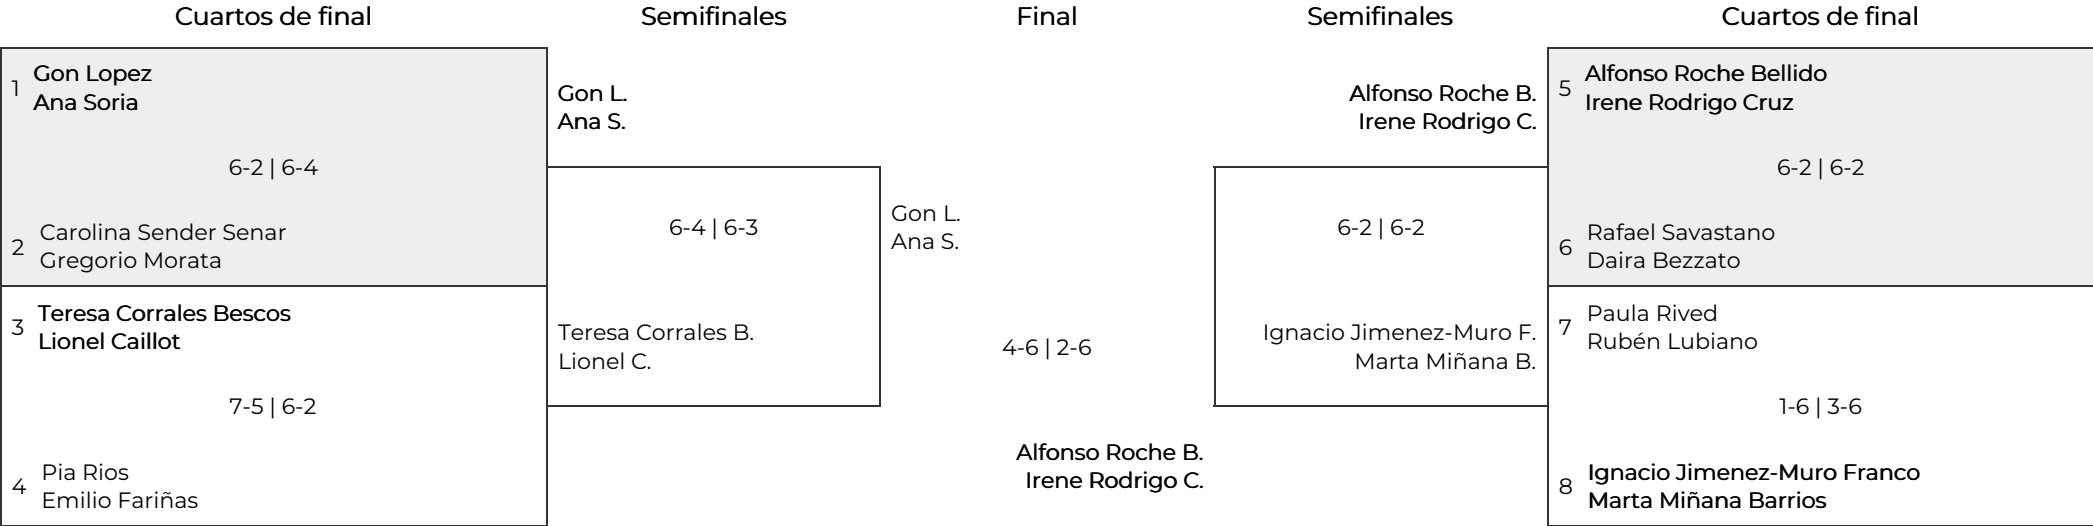 Cuartos de final
Semifinales
Final
Semifinales
Cuartos de final
1
Gon Lopez
Ana Soria
6-2 | 6-4
2
Carolina Sender Senar
Gregorio Morata
3
Teresa Corrales Bescos
Lionel Caillot
7-5 | 6-2
4
Pia Rios
Emilio Fariñas
Gon L.
Ana S.
6-4 | 6-3
Teresa Corrales B.
Lionel C.
Gon L.
Ana S.
4-6 | 2-6
Alfonso Roche B.
Irene Rodrigo C.
Alfonso Roche B.
Irene Rodrigo C.
6-2 | 6-2
Ignacio Jimenez-Muro F.
Marta Miñana B.
5
Alfonso Roche Bellido
Irene Rodrigo Cruz
6-2 | 6-2
6
Rafael Savastano
Daira Bezzato
7
Paula Rived
Rubén Lubiano
1-6 | 3-6
8
Ignacio Jimenez-Muro Franco
Marta Miñana Barrios